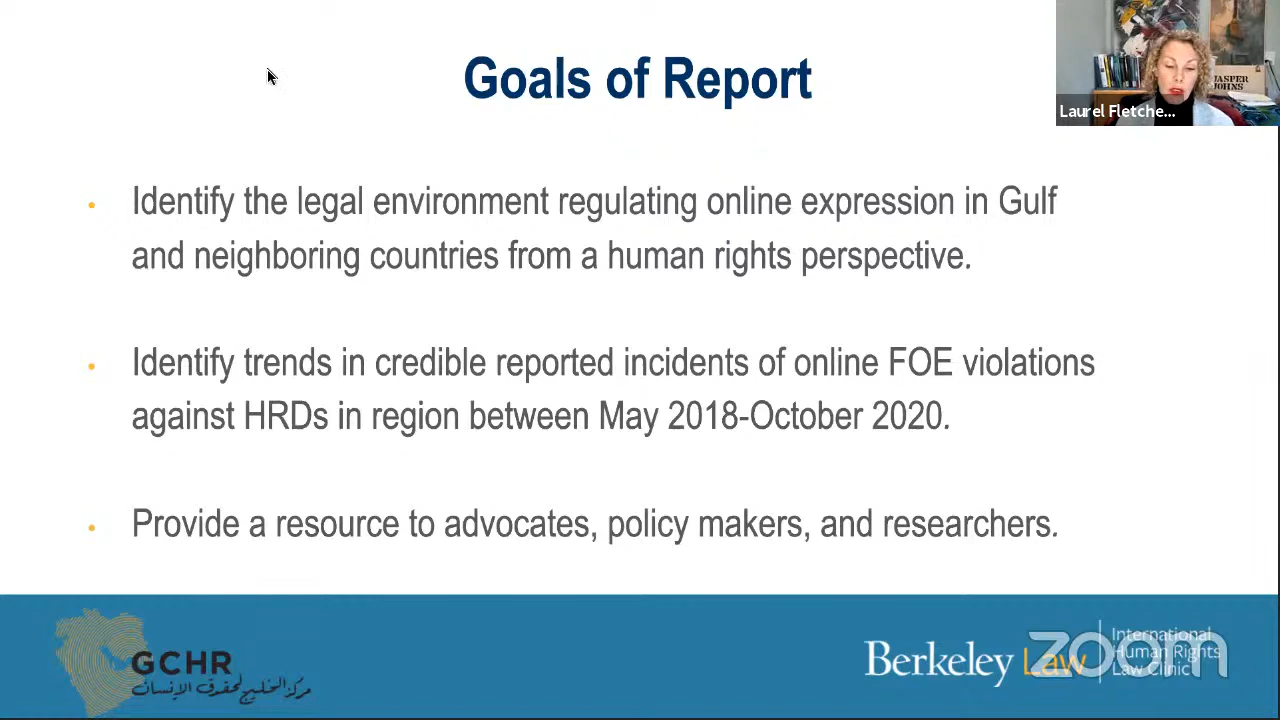 Goals of Report
JASPER
JOHNS
Laurel Fletche...
• Identify the legal environment regulating online expression in Gulf
and neighboring countries from a human rights perspective.
• Identify trends in credible reported incidents of online FOE violations
against HRDs in region between May 2018-October 2020.
• Provide a resource to advocates, policy makers, and researchers.
GCHR
مركز الخليج لحقوق الإنسان
Berkeley Law
International
Human Rights
Law Clinic
zoom